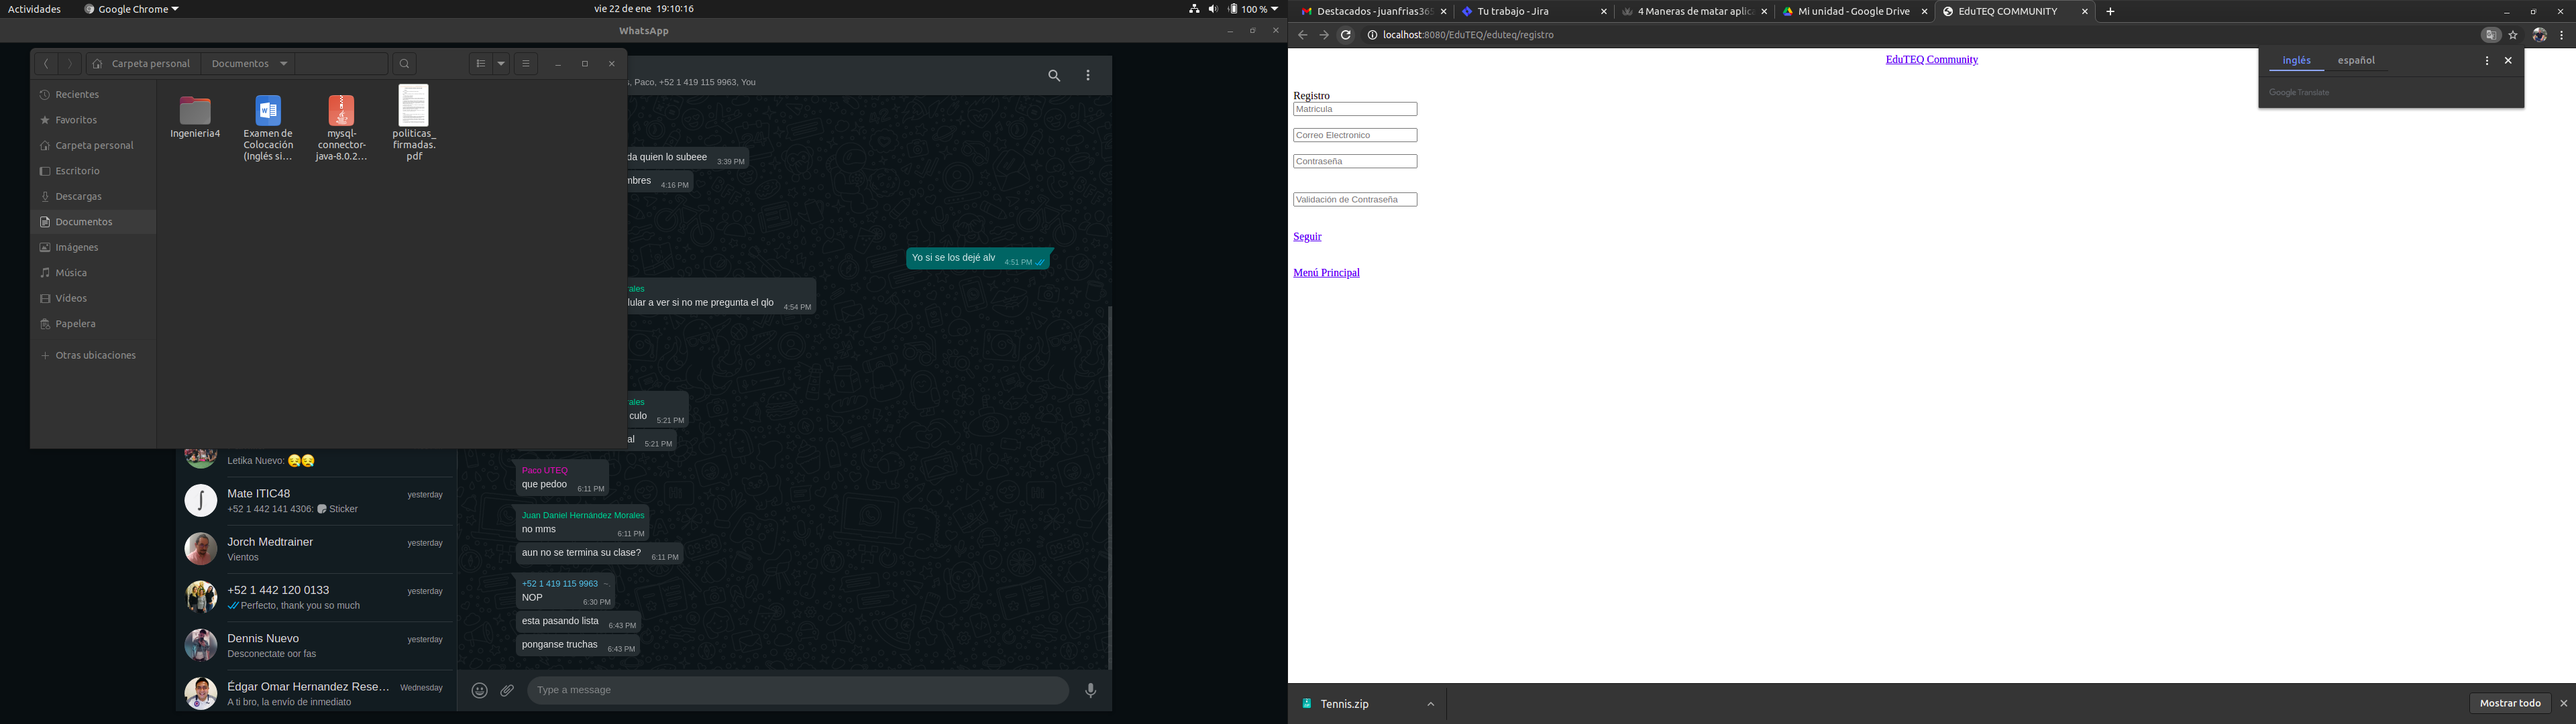 Actividades
Google Chrome
vie 22 de ene 19:10:16
100 %
WhatsApp
Carpeta personal
Documentos
Recientes
Favoritos
Carpeta personal
Escritorio
Descargas
Documentos
Imágenes
Música
Vídeos
Papelera
Otras ubicaciones
Ingenieria4
Examen de
Colocación
(Inglés si...
mysql-
connector-
java-8.0.2...
politicas_
firmadas.
pdf
, Paco, +52 1 419 115 9963, You
da quien lo subeee
3:39 PM
mbres
4:16 PM
Yo si se los dejé alv
4:51 PM
rales
lular a ver si no me pregunta el qlo
4:54 PM
rales
culo
5:21 PM
al
5:21 PM
Paco UTEQ
que pedoo
6:11 PM
Juan Daniel Hernández Morales
no mms
6:11 PM
aun no se termina su clase?
6:11 PM
+52 1 419 115 9963
NOP
6:30 PM
esta pasando lista
6:43 PM
ponganse truchas
6:43 PM
Type a message
Letika Nuevo: 😪😪
Mate ITIC48
yesterday
+52 1 442 141 4306: Sticker
Jorch Medtrainer
yesterday
Vientos
+52 1 442 120 0133
yesterday
Perfecto, thank you so much
Dennis Nuevo
yesterday
Desconectate oor fas
Édgar Omar Hernandez Rese...
Wednesday
A ti bro, la envío de inmediato
Destacados - juanfrias365
Tu trabajo - Jira
4 Maneras de matar aplica
Mi unidad - Google Drive
EduTEQ COMMUNITY
localhost:8080/EduTEQ/eduteq/registro
inglés
español
Google Translate
EduTEQ Community
Registro
Matricula
Correo Electronico
Contraseña
Validación de Contraseña
Seguir
Menú Principal
Tennis.zip
Mostrar todo